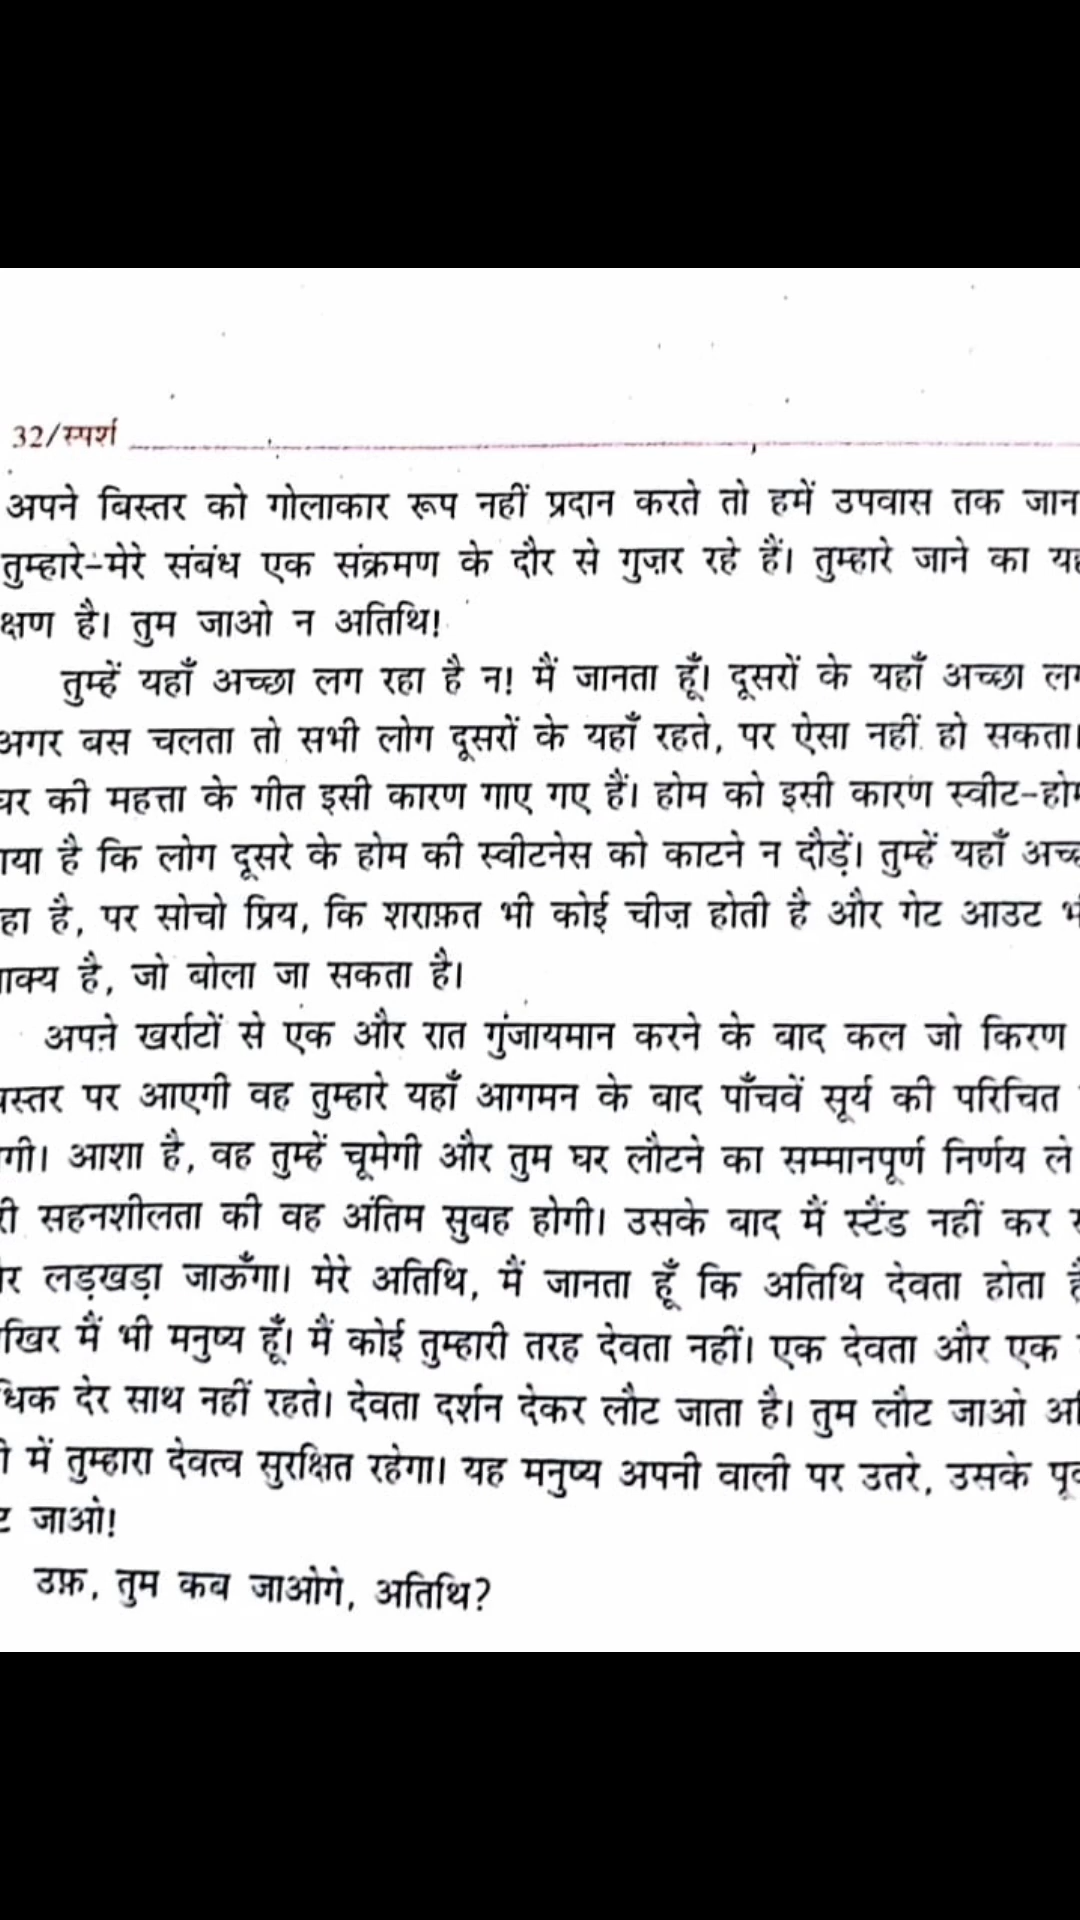 32/स्पर्श
अपने बिस्तर को गोलाकार रूप नहीं प्रदान करते तो हमें उपवास तक जान
तुम्हारे-मेरे संबंध एक संक्रमण के दौर से गुज़र रहे हैं। तुम्हारे जाने का
क्षण है। तुम जाओ न अतिथि!
तुम्हें यहाँ अच्छा लग रहा है न! मैं जानता हूँ। दूसरों के यहाँ अच्छा
अगर बस चलता तो सभी लोग दूसरों के यहाँ रहते, पर ऐसा नहीं हो सकता।
की महत्ता के गीत इसी कारण गाए गए हैं। होम को इसी कारण स्वीट-होम
है कि लोग दूसरे के होम की स्वीटनेस को काटने न दौड़ें। तुम्हें यहाँ
है, पर सोचो प्रिय, कि शराफ़त भी कोई चीज़ होती है और गेट आउट
है, जो बोला जा सकता है।
अपने खर्राटों से एक और रात गुंजायमान करने के बाद कल जो किरण
पर आएगी वह तुम्हारे यहाँ आगमन के बाद पाँचवें सूर्य की परिचित
आशा है, वह तुम्हें चूमेगी और तुम घर लौटने का सम्मानपूर्ण निर्णय ले
सहनशीलता की वह अंतिम सुबह होगी। उसके बाद मैं स्टैंड नहीं कर
लड़खड़ा जाऊँगा। मेरे अतिथि, मैं जानता हूँ कि अतिथि देवता होता
मैं भी मनुष्य हूँ। मैं कोई तुम्हारी तरह देवता नहीं। एक देवता और एक
देर साथ नहीं रहते। देवता दर्शन देकर लौट जाता है। तुम लौट जाओ
में तुम्हारा देवत्व सुरक्षित रहेगा। यह मनुष्य अपनी वाली पर उतरे, उसके
जाओ!
उफ़, तुम कब जाओगे, अतिथि?